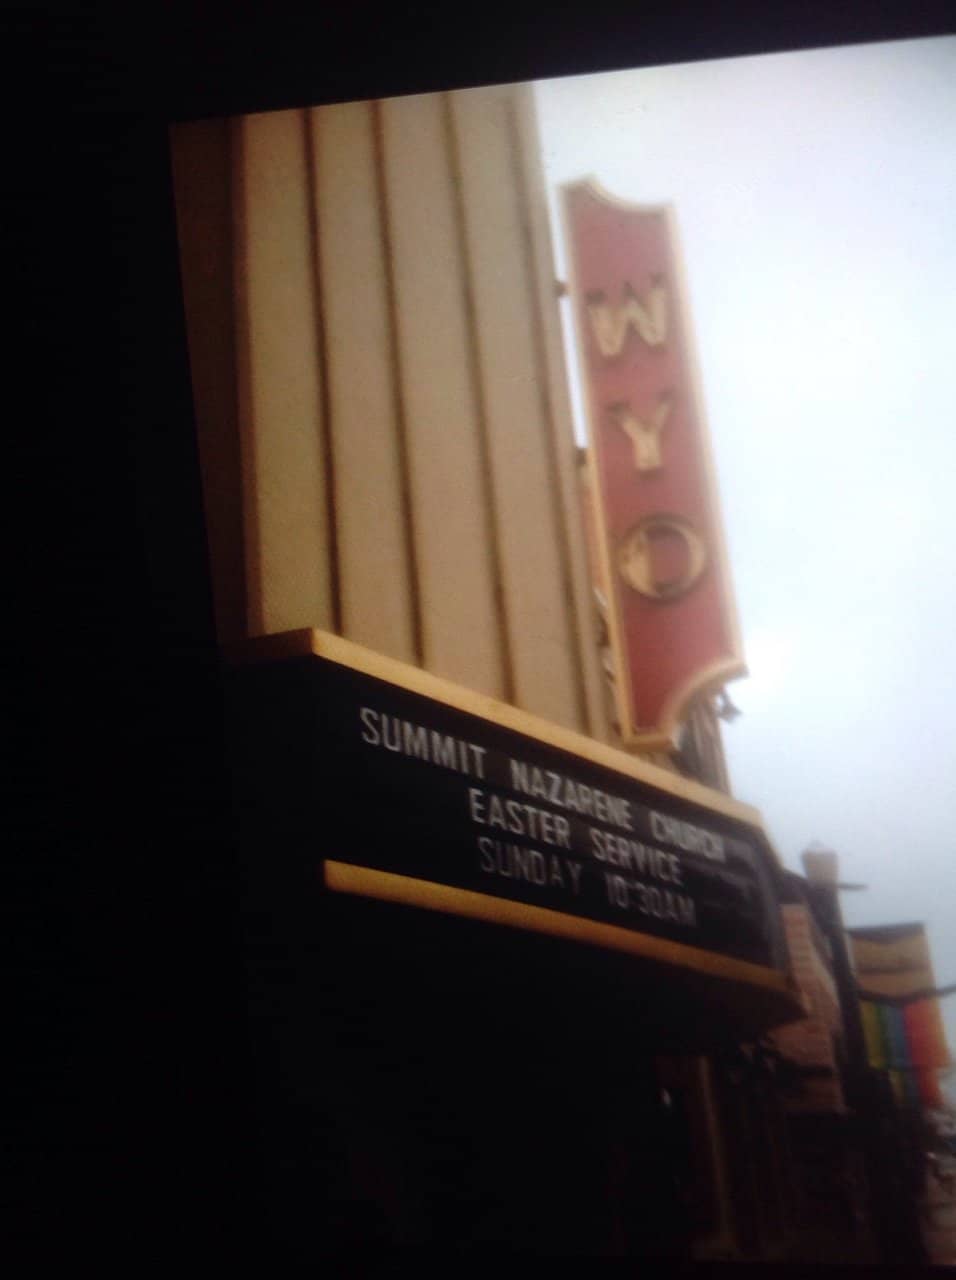 WYO
SUMMIT NAZARENE CHURCH
EASTER SERVICE
SUNDAY 10:30AM